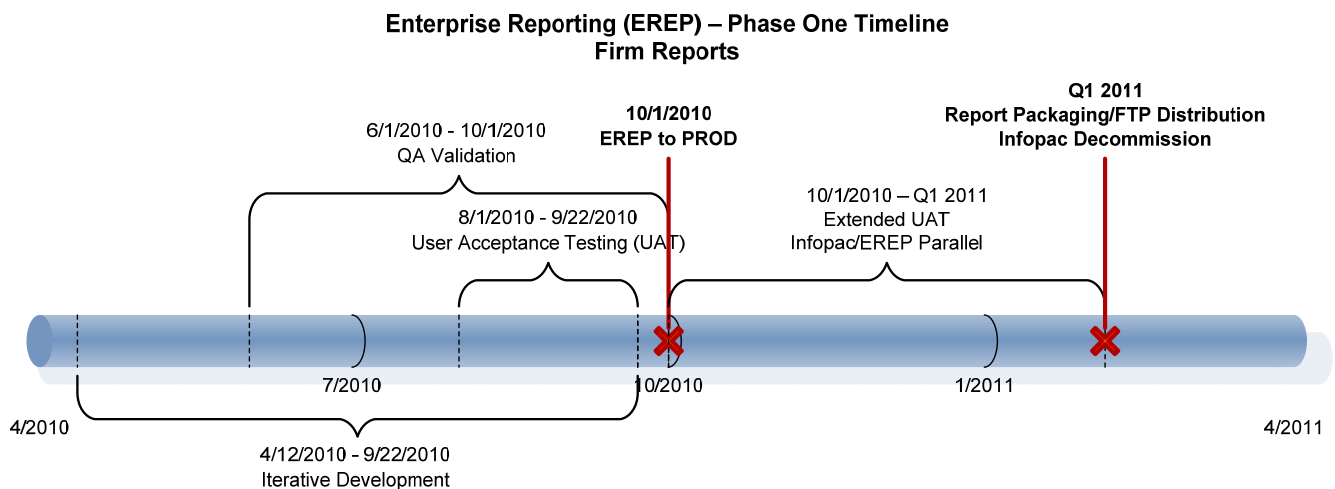 Enterprise Reporting (EREP) – Phase One Timeline
Firm Reports
Q1 2011
Report Packaging/FTP Distribution
Infopac Decommission
10/1/2010
EREP to PROD
6/1/2010 - 10/1/2010
QA Validation
10/1/2010 – Q1 2011
Extended UAT
Infopac/EREP Parallel
8/1/2010 - 9/22/2010
User Acceptance Testing (UAT)
7/2010
10/2010
1/2011
4/2010
4/2011
4/12/2010 - 9/22/2010
Iterative Development